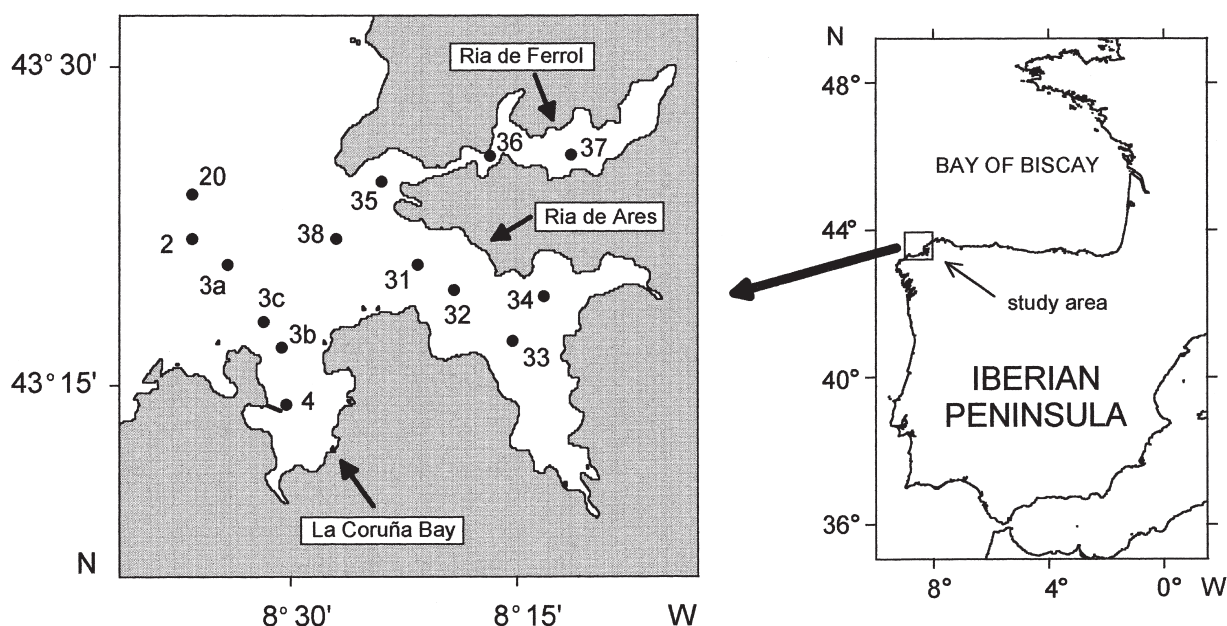 43° 30'
43° 15'
N
8° 30'
8° 15'
W
Ria de Ferrol
36
37
20
35
2
38
Ria de Ares
3a
31
3c
32
34
3b
33
4
La Coruña Bay
N
48°
44°
40°
36°
8°
4°
0°
W
BAY OF BISCAY
study area
IBERIAN
PENINSULA